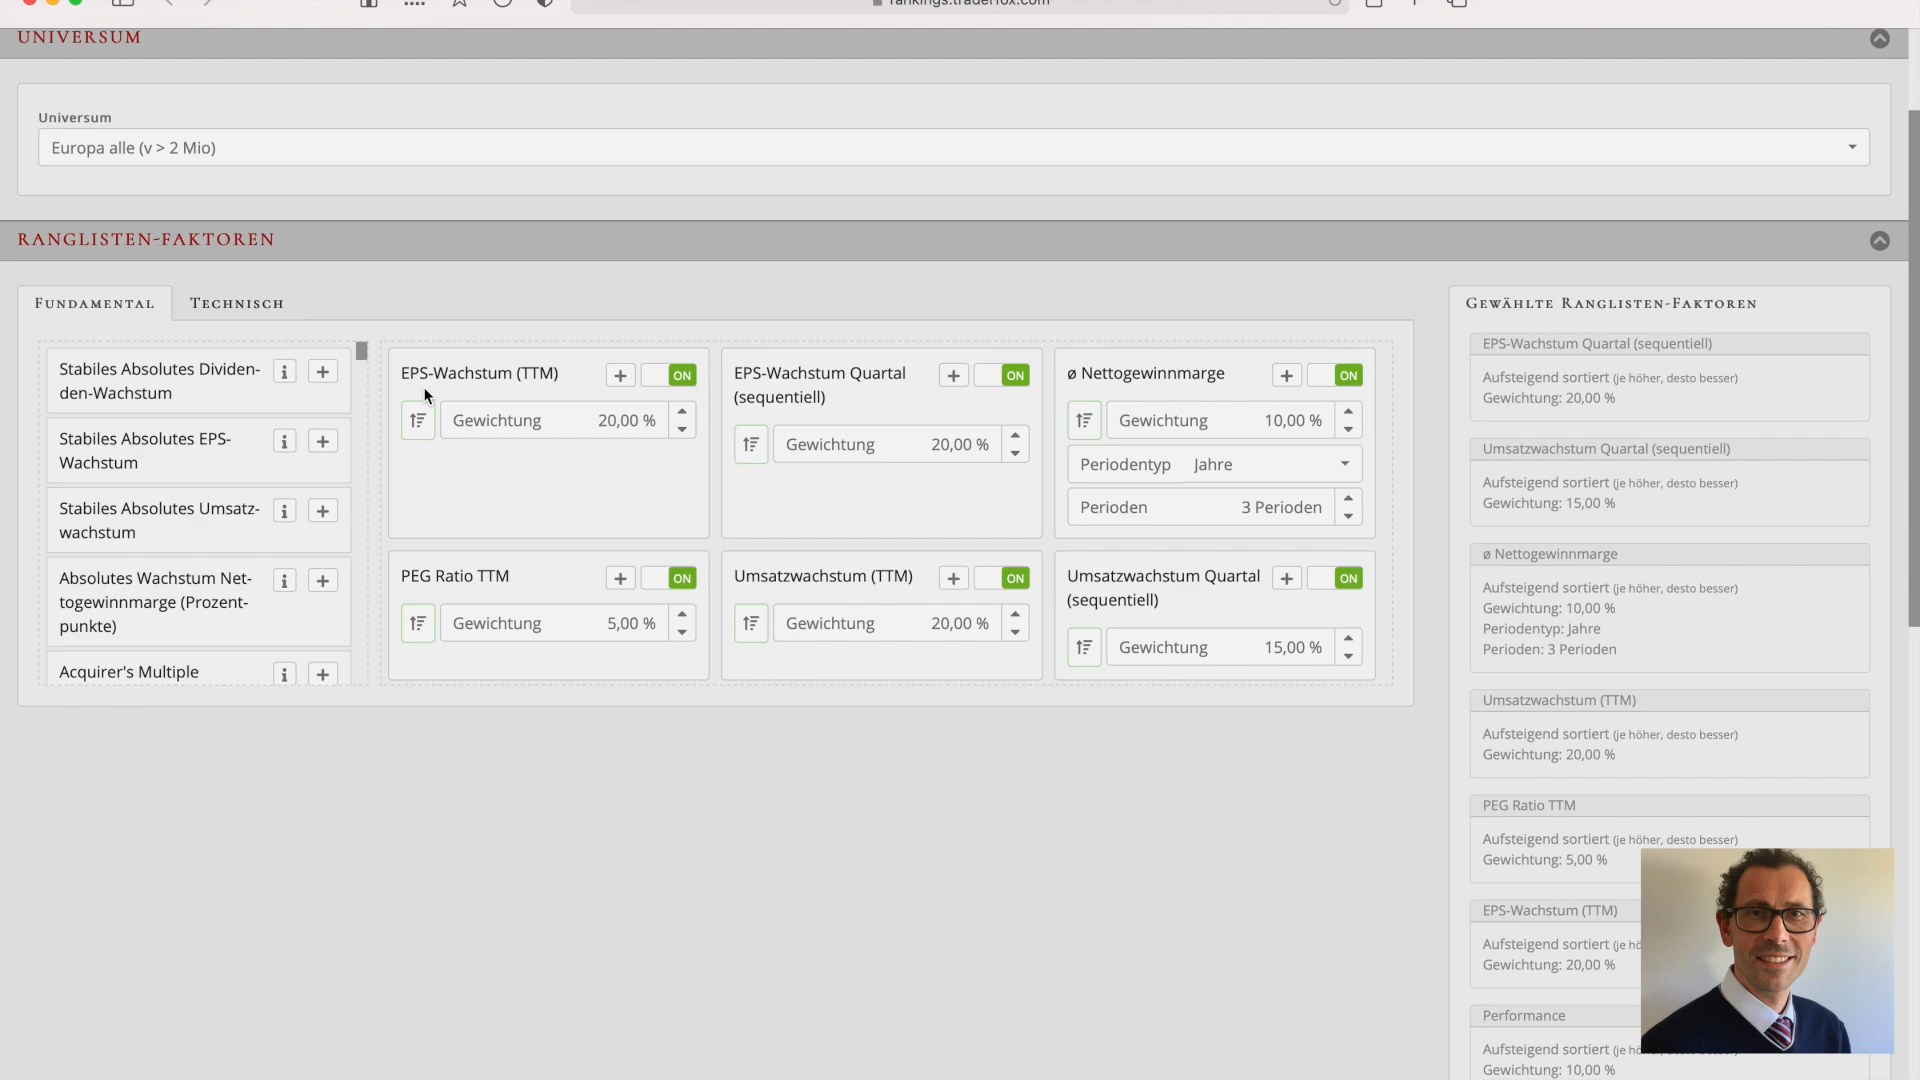 rankings.traderfox.com
UNIVERSUM
Universum
Europa alle (v > 2 Mio)
RANGLISTEN-FAKTOREN
FUNDAMENTAL
TECHNISCH
Stabiles Absolutes Dividen-
den-Wachstum
Stabiles Absolutes EPS-
Wachstum
Stabiles Absolutes Umsatz-
wachstum
Absolutes Wachstum Net-
togewinnmarge (Prozent-
punkte)
Acquirer's Multiple
EPS-Wachstum (TTM)
ON
Gewichtung 20,00 %
EPS-Wachstum Quartal
(sequentiell)
ON
Gewichtung 20,00 %
ø Nettogewinnmarge
ON
Gewichtung 10,00 %
Periodentyp Jahre
Perioden 3 Perioden
PEG Ratio TTM
ON
Gewichtung 5,00 %
Umsatzwachstum (TTM)
ON
Gewichtung 20,00 %
Umsatzwachstum Quartal
(sequentiell)
ON
Gewichtung 15,00 %
GEWÄHLTE RANGLISTEN-FAKTOREN
EPS-Wachstum Quartal (sequentiell)
Aufsteigend sortiert (je höher, desto besser)
Gewichtung: 20,00 %
Umsatzwachstum Quartal (sequentiell)
Aufsteigend sortiert (je höher, desto besser)
Gewichtung: 15,00 %
ø Nettogewinnmarge
Aufsteigend sortiert (je höher, desto besser)
Gewichtung: 10,00 %
Periodentyp: Jahre
Perioden: 3 Perioden
Umsatzwachstum (TTM)
Aufsteigend sortiert (je höher, desto besser)
Gewichtung: 20,00 %
PEG Ratio TTM
Aufsteigend sortiert (je höher, desto besser)
Gewichtung: 5,00 %
EPS-Wachstum (TTM)
Aufsteigend sortiert (je
Gewichtung: 20,00 %
Performance
Aufsteigend sortiert (je
Gewichtung: 10,00 %